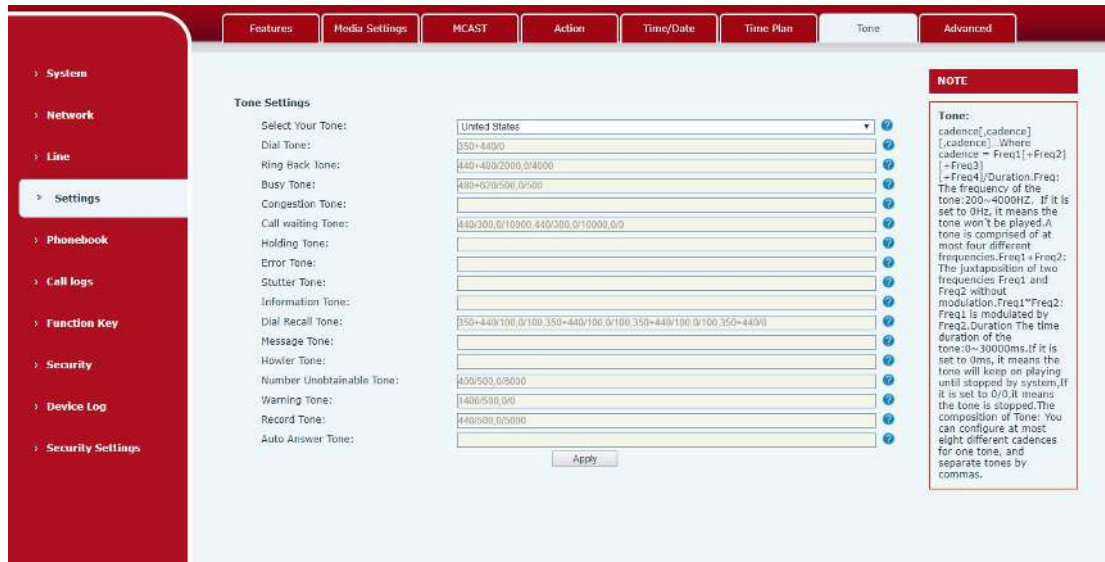 Features Media Settings MCAST Action Time/Date Time Plan Tone Advanced
› System
› Network
› Line
› Settings
› Phonebook
› Call logs
› Function Key
› Security
› Device Log
› Security Settings
Tone Settings
Select Your Tone: United States
Dial Tone: 350+440/0
Ring Back Tone: 440+480/2000,0/4000
Busy Tone: 480+620/500,0/500
Congestion Tone:
Call waiting Tone: 440/300,0/10000,440/300,0/10000,0/0
Holding Tone:
Error Tone:
Stutter Tone:
Information Tone:
Dial Recall Tone: 350+440/100,0/100,350+440/100,0/100,350+440/100,0/100,350+440/0
Message Tone:
Howler Tone:
Number Unobtainable Tone: 400/500,0/6000
Warning Tone: 1400/500,0/0
Record Tone: 440/500,0/5000
Auto Answer Tone:
Apply
NOTE
Tone:
cadence[,cadence]
[,cadence]...Where
cadence = Freq1[+Freq2]
[+Freq3]
[+Freq4]/Duration.Freq:
The frequency of the
tone:200~4000HZ, If it is
set to 0Hz, it means the
tone won't be played.A
tone is comprised of at
most four different
frequencies.Freq1+Freq2:
The juxtaposition of two
frequencies Freq1 and
Freq2 without
modulation.Freq1*Freq2:
Freq1 is modulated by
Freq2.Duration The time
duration of the
tone:0~30000ms.If it is
set to 0ms, it means the
tone will keep on playing
until stopped by system,If
it is set to 0/0,it means
the tone is stopped.The
composition of Tone: You
can configure at most
eight different cadences
for one tone, and
separate tones by
commas.